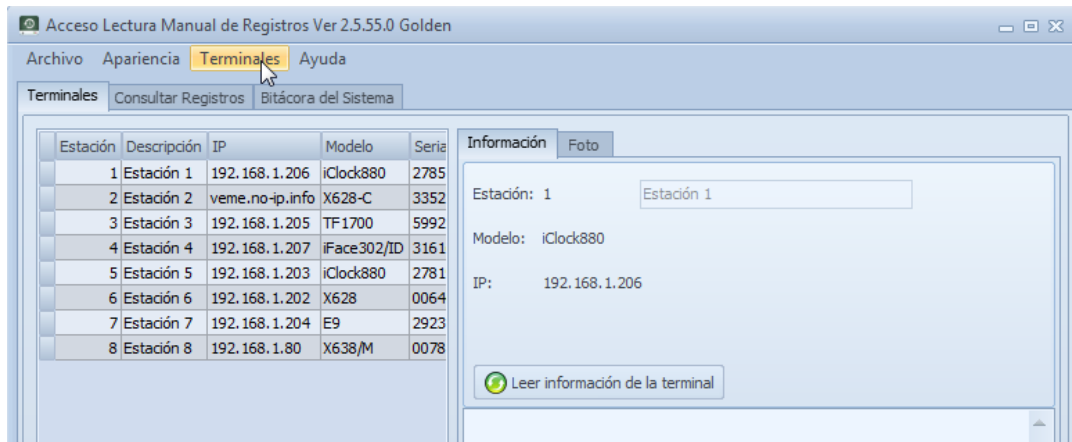 Acceso Lectura Manual de Registros Ver 2.5.55.0 Golden
Archivo Apariencia Terminales Ayuda
Terminales Consultar Registros Bitácora del Sistema
Estación Descripción IP Modelo Seria
1 Estación 1 192.168.1.206 iClock880 2785
2 Estación 2 veme.no-ip.info X628-C 3352
3 Estación 3 192.168.1.205 TF1700 5992
4 Estación 4 192.168.1.207 iFace302/ID 3161
5 Estación 5 192.168.1.203 iClock880 2781
6 Estación 6 192.168.1.202 X628 0064
7 Estación 7 192.168.1.204 E9 2923
8 Estación 8 192.168.1.80 X638/M 0078
Información Foto
Estación: 1 Estación 1
Modelo: iClock880
IP: 192.168.1.206
Leer información de la terminal